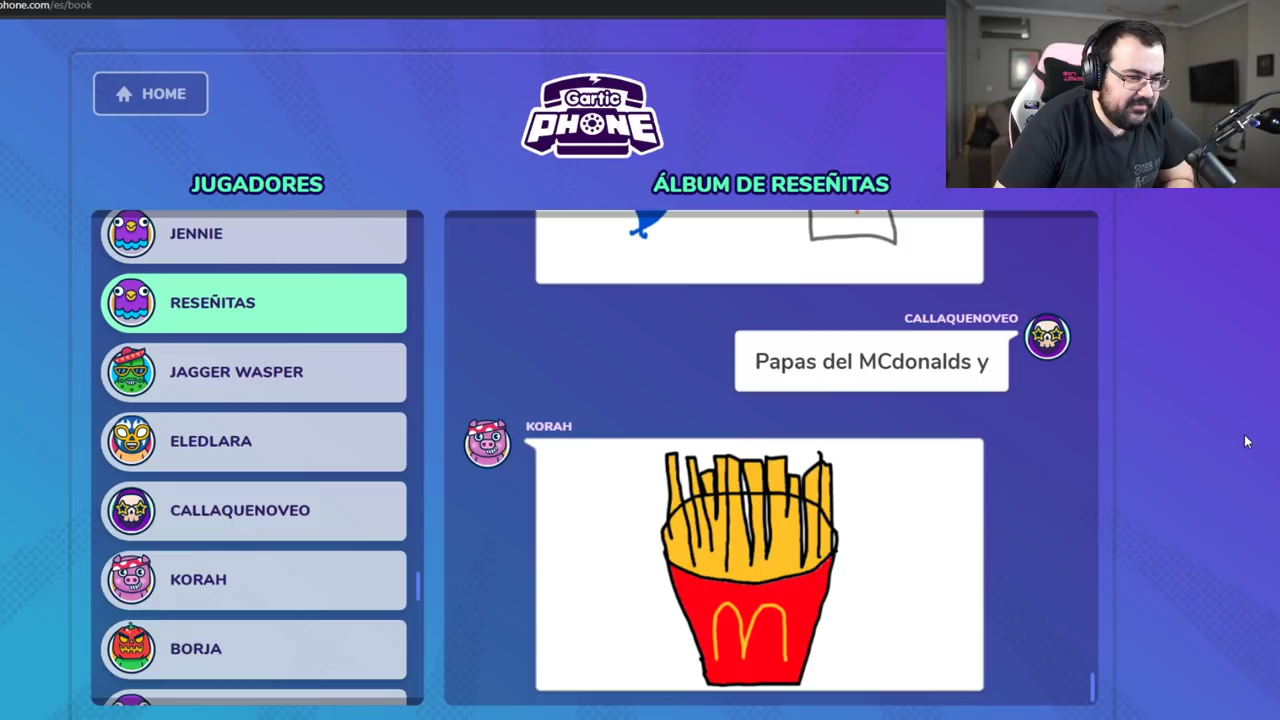 phone.com/es/book
HOME
Gartic
PHONE
JUGADORES
ÁLBUM DE RESEÑITAS
JENNIE
RESEÑITAS
JAGGER WASPER
ELEDLARA
CALLAQUENOVEO
KORAH
BORJA
CALLAQUENOVEO
Papas del MCdonalds y
KORAH
M